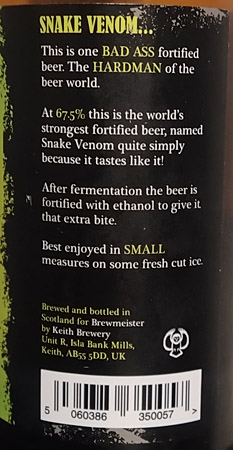 SNAKE VENOM...
This is one BAD ASS fortified
beer. The HARDMAN of the
beer world.
At 67.5% this is the world's
strongest fortified beer, named
Snake Venom quite simply
because it tastes like it!
After fermentation the beer is
fortified with ethanol to give it
that extra bite.
Best enjoyed in SMALL
measures on some fresh cut ice.
Brewed and bottled in
Scotland for Brewmeister
by Keith Brewery
Unit R, Isla Bank Mills,
Keith, AB55 5DD, UK
5 060386 350057 >